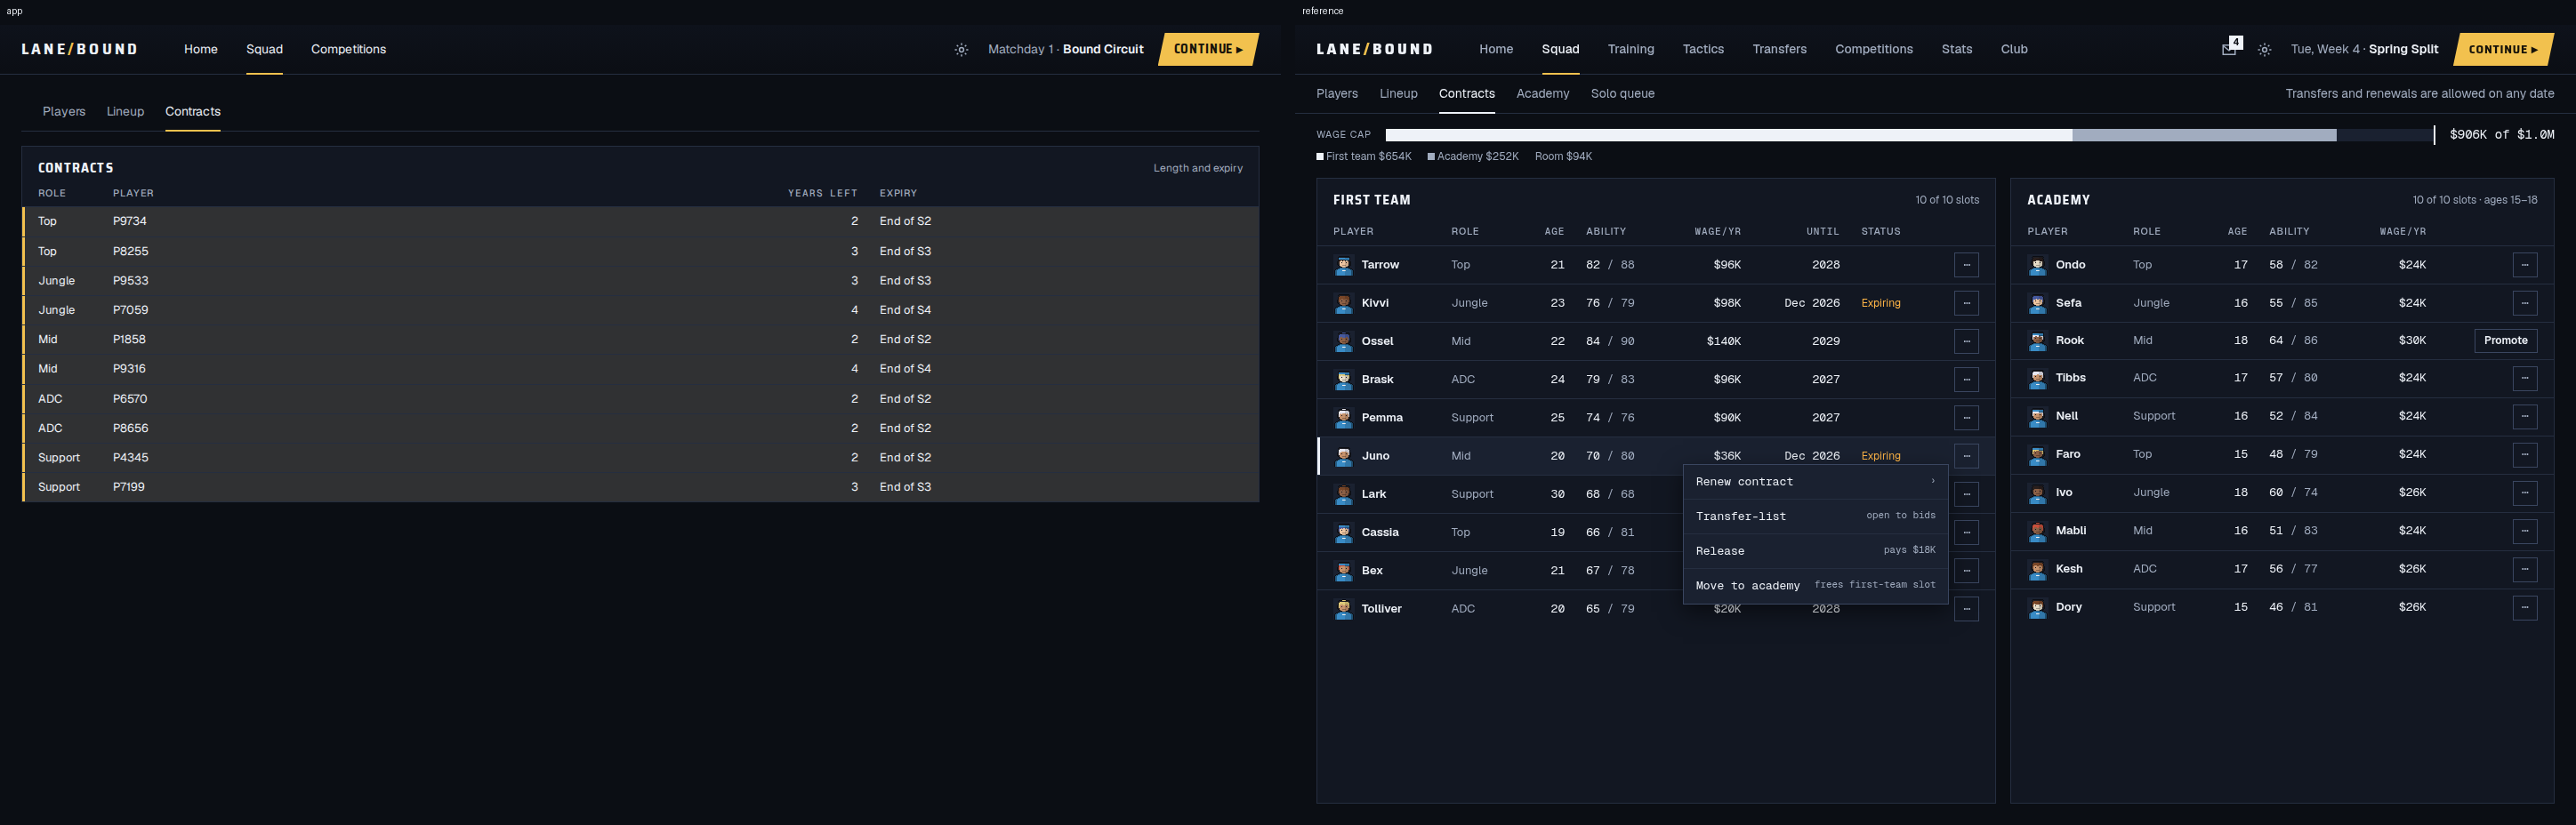 app
LANE/BOUND Home Squad Competitions Matchday 1 · Bound Circuit CONTINUE ▸
Players Lineup Contracts
CONTRACTS Length and expiry
ROLE PLAYER YEARS LEFT EXPIRY
Top P9734 2 End of S2
Top P8255 3 End of S3
Jungle P9533 3 End of S3
Jungle P7059 4 End of S4
Mid P1858 2 End of S2
Mid P9316 4 End of S4
ADC P6570 2 End of S2
ADC P8656 2 End of S2
Support P4345 2 End of S2
Support P7199 3 End of S3
reference
LANE/BOUND Home Squad Training Tactics Transfers Competitions Stats Club 4 Tue, Week 4 · Spring Split CONTINUE ▸
Players Lineup Contracts Academy Solo queue Transfers and renewals are allowed on any date
WAGE CAP $906K of $1.0M
First team $654K Academy $252K Room $94K
FIRST TEAM 10 of 10 slots
PLAYER ROLE AGE ABILITY WAGE/YR UNTIL STATUS
Tarrow Top 21 82 / 88 $96K 2028 ···
Kivvi Jungle 23 76 / 79 $98K Dec 2026 Expiring ···
Ossel Mid 22 84 / 90 $140K 2029 ···
Brask ADC 24 79 / 83 $96K 2027 ···
Pemma Support 25 74 / 76 $90K 2027 ···
Juno Mid 20 70 / 80 $36K Dec 2026 Expiring ···
Lark Support 30 68 / 68 ···
Cassia Top 19 66 / 81 ···
Bex Jungle 21 67 / 78 ···
Tolliver ADC 20 65 / 79 $20K 2028 ···
Renew contract ›
Transfer-list open to bids
Release pays $18K
Move to academy frees first-team slot
ACADEMY 10 of 10 slots · ages 15–18
PLAYER ROLE AGE ABILITY WAGE/YR
Ondo Top 17 58 / 82 $24K ···
Sefa Jungle 16 55 / 85 $24K ···
Rook Mid 18 64 / 86 $30K Promote
Tibbs ADC 17 57 / 80 $24K ···
Nell Support 16 52 / 84 $24K ···
Faro Top 15 48 / 79 $24K ···
Ivo Jungle 18 60 / 74 $26K ···
Mabli Mid 16 51 / 83 $24K ···
Kesh ADC 17 56 / 77 $26K ···
Dory Support 15 46 / 81 $26K ···